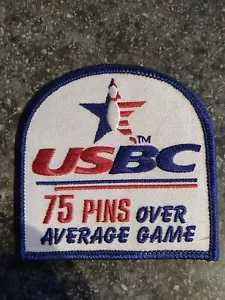 TM
USBC
75 PINS OVER
AVERAGE GAME